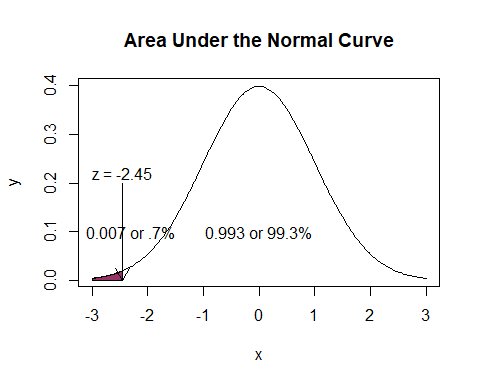 Area Under the Normal Curve
0.4
0.3
0.2
0.1
0.0
y
z = -2.45
0.007 or .7%
0.993 or 99.3%
-3 -2 -1 0 1 2 3
x